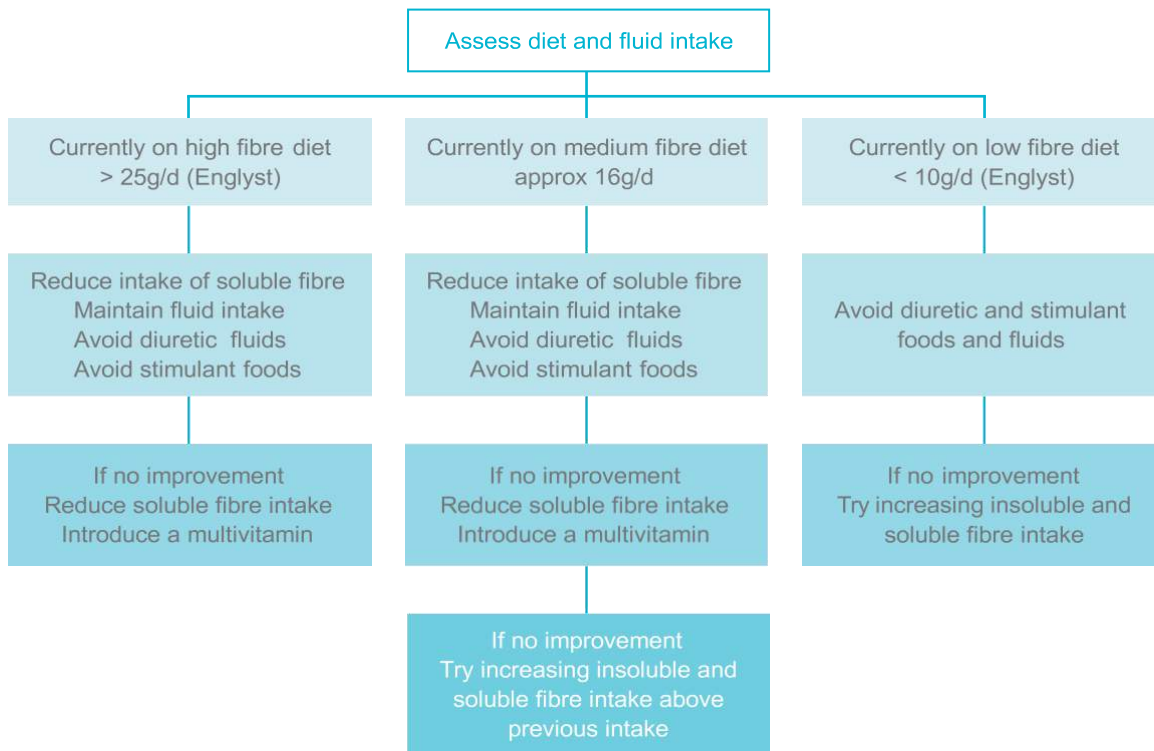 Assess diet and fluid intake
Currently on high fibre diet
> 25g/d (Englyst)
Reduce intake of soluble fibre
Maintain fluid intake
Avoid diuretic fluids
Avoid stimulant foods
If no improvement
Reduce soluble fibre intake
Introduce a multivitamin
Currently on medium fibre diet
approx 16g/d
Reduce intake of soluble fibre
Maintain fluid intake
Avoid diuretic fluids
Avoid stimulant foods
If no improvement
Reduce soluble fibre intake
Introduce a multivitamin
If no improvement
Try increasing insoluble and
soluble fibre intake above
previous intake
Currently on low fibre diet
< 10g/d (Englyst)
Avoid diuretic and stimulant
foods and fluids
If no improvement
Try increasing insoluble and
soluble fibre intake